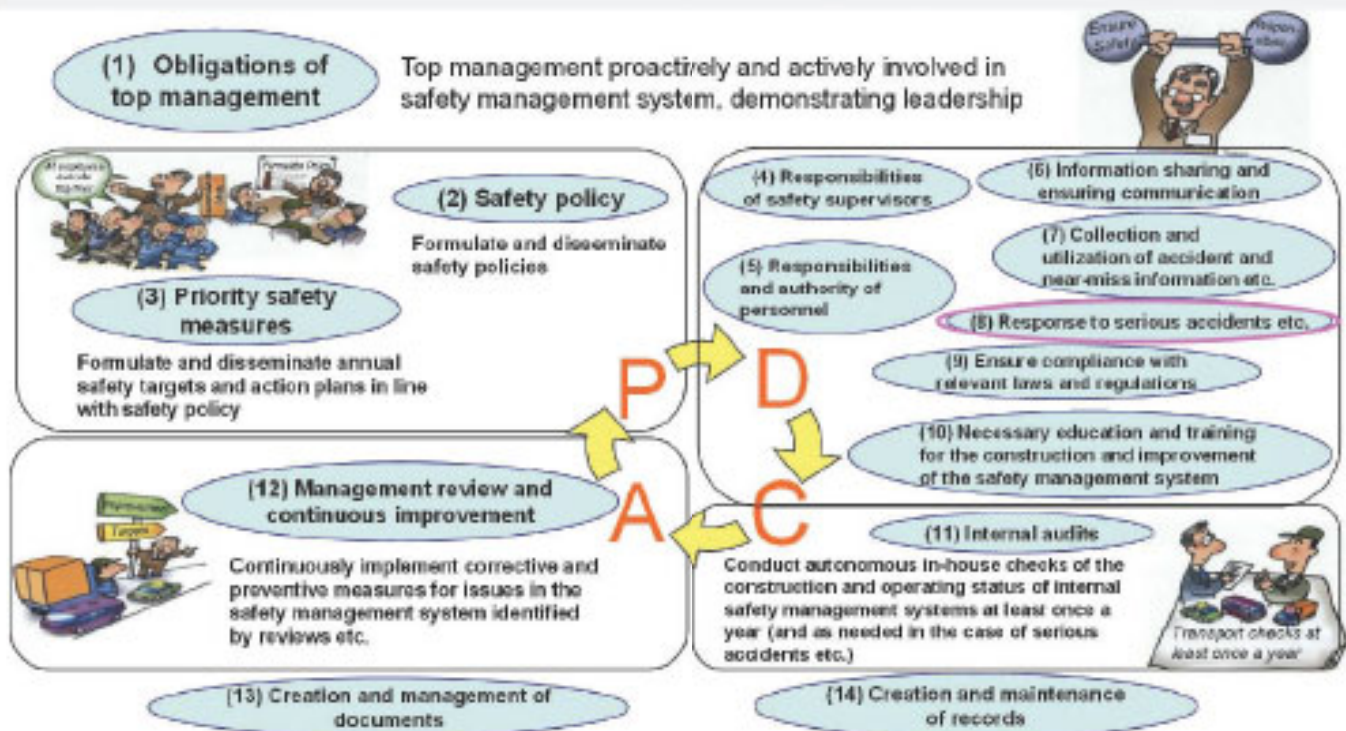 (1) Obligations of
top management
Top management proactively and actively involved in
safety management system, demonstrating leadership
Ensure
Safety
(2) Safety policy
Formulate and disseminate
safety policies
(3) Priority safety
measures
Formulate and disseminate annual
safety targets and action plans in line
with safety policy
P
D
(4) Responsibilities
of safety supervisors
(5) Responsibilities
and authority of
personnel
(6) Information sharing and
ensuring communication
(7) Collection and
utilization of accident and
near-miss information etc.
(8) Response to serious accidents etc.
(9) Ensure compliance with
relevant laws and regulations
(10) Necessary education and training
for the construction and improvement
of the safety management system
A
C
(12) Management review and
continuous improvement
Targets
Continuously implement corrective and
preventive measures for issues in the
safety management system identified
by reviews etc.
(11) Internal audits
Conduct autonomous in-house checks of the
construction and operating status of internal
safety management systems at least once a
year (and as needed in the case of serious
accidents etc.)
Transport checks at
least once a year
(13) Creation and management of
documents
(14) Creation and maintenance
of records